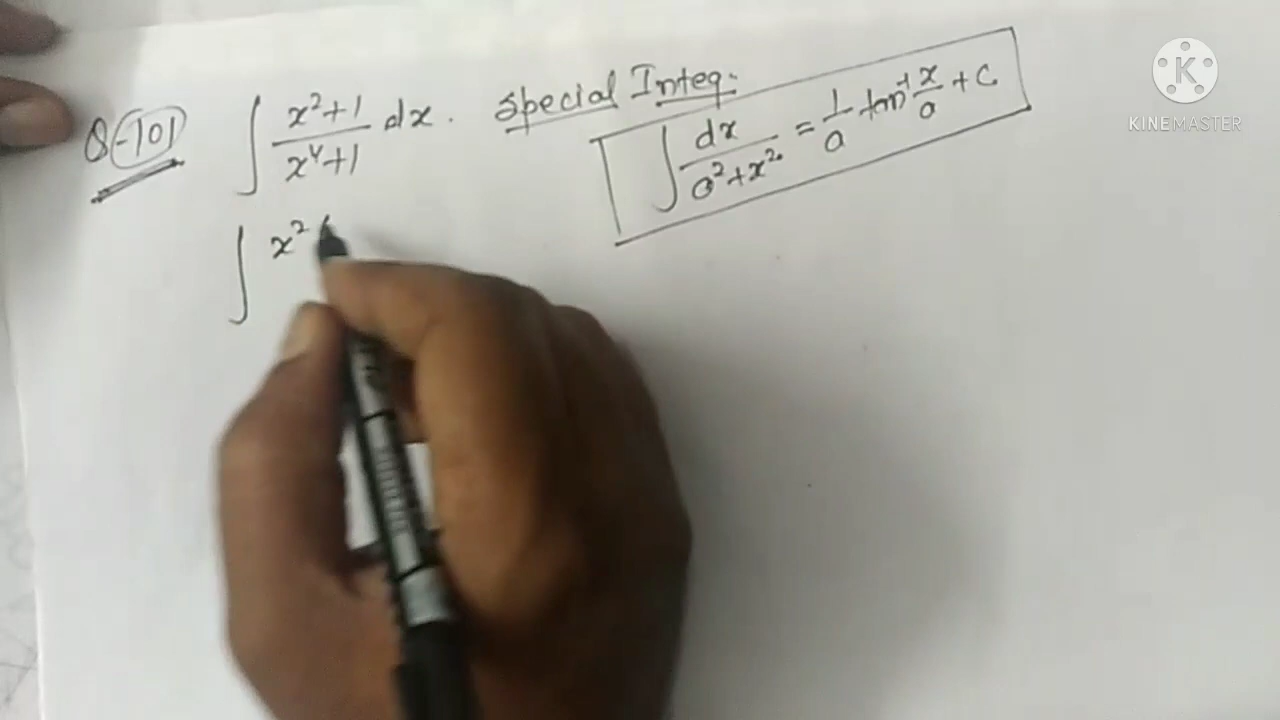 Q-101 ∫ x²+1 / x⁴+1 dx. Special Integ.
∫ dx / a²+x² = 1/a tan⁻¹ x/a + C
∫ x² (
K
KINEMASTER